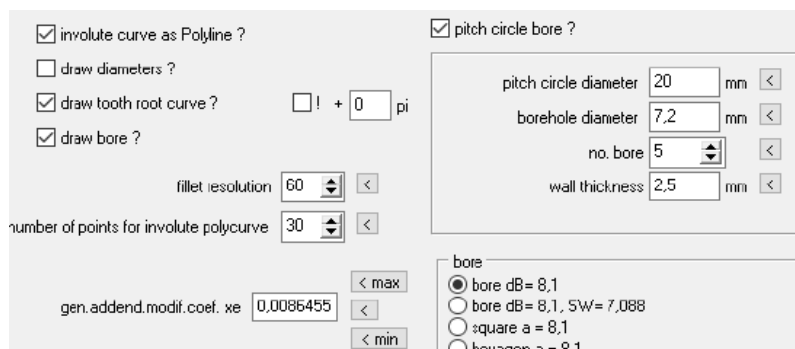 involute curve as Polyline ?
draw diameters ?
draw tooth root curve ? ! + 0 pi
draw bore ?
fillet resolution 60 <
number of points for involute polycurve 30 <
gen.addend.modif.coef. xe 0,0086455
< max
<
< min
pitch circle bore ?
pitch circle diameter 20 mm <
borehole diameter 7,2 mm <
no. bore 5 <
wall thickness 2,5 mm <
bore
bore dB= 8,1
bore dB= 8,1, SW= 7,088
square a = 8,1
hexagon a = 8,1